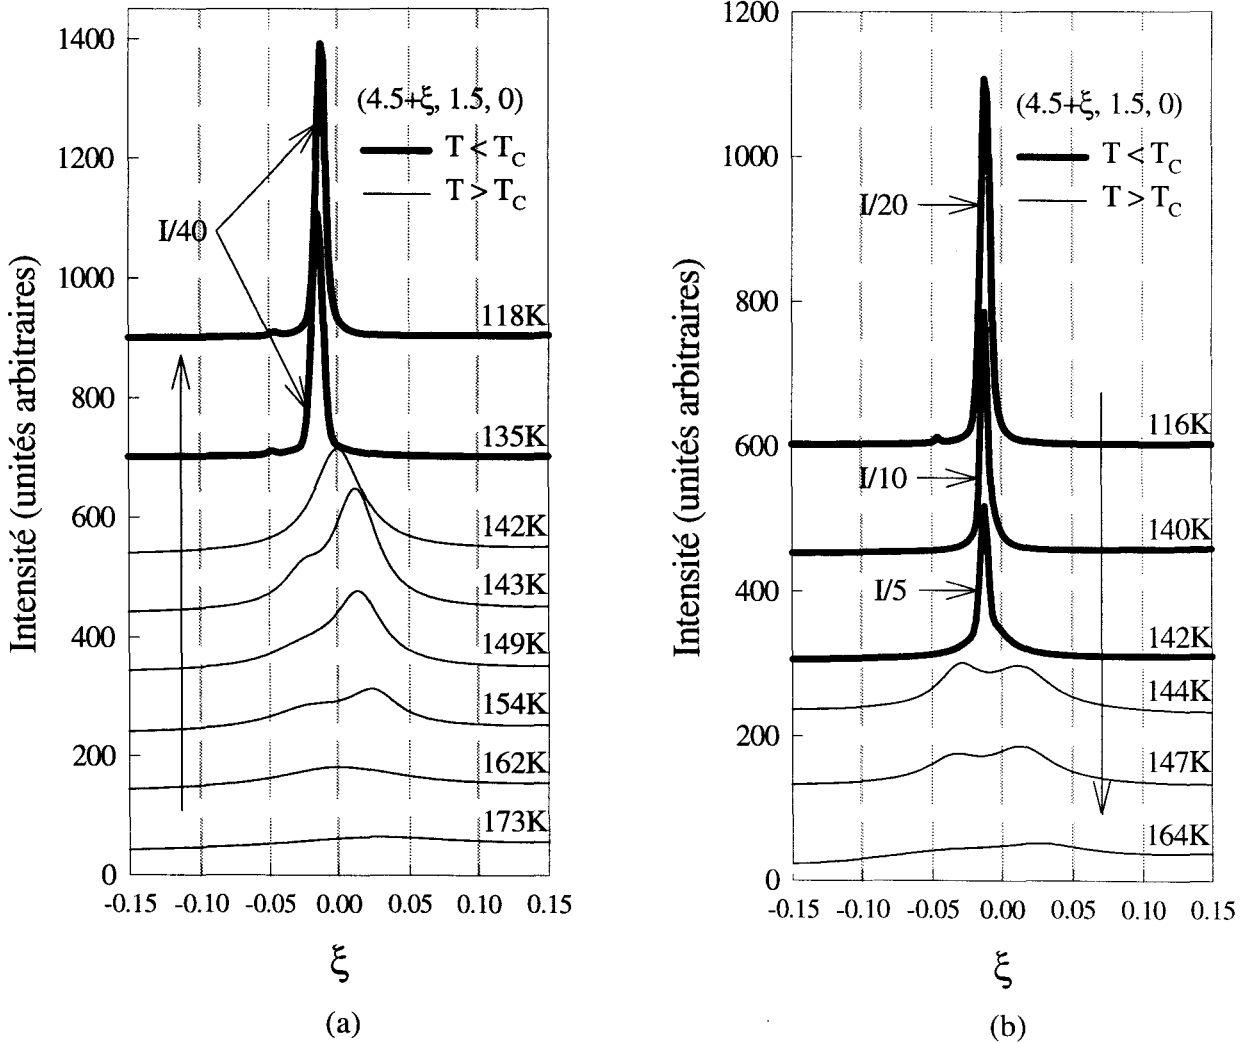 1400
1200
1000
800
600
400
200
0
Intensité (unités arbitraires)
(4.5+ξ, 1.5, 0)
T < T_C
T > T_C
I/40
118K
135K
142K
143K
149K
154K
162K
173K
-0.15 -0.10 -0.05 0.00 0.05 0.10 0.15
ξ
(a)
1200
1000
800
600
400
200
0
Intensité (unités arbitraires)
(4.5+ξ, 1.5, 0)
T < T_C
T > T_C
I/20
116K
I/10
140K
I/5
142K
144K
147K
164K
-0.15 -0.10 -0.05 0.00 0.05 0.10 0.15
ξ
(b)